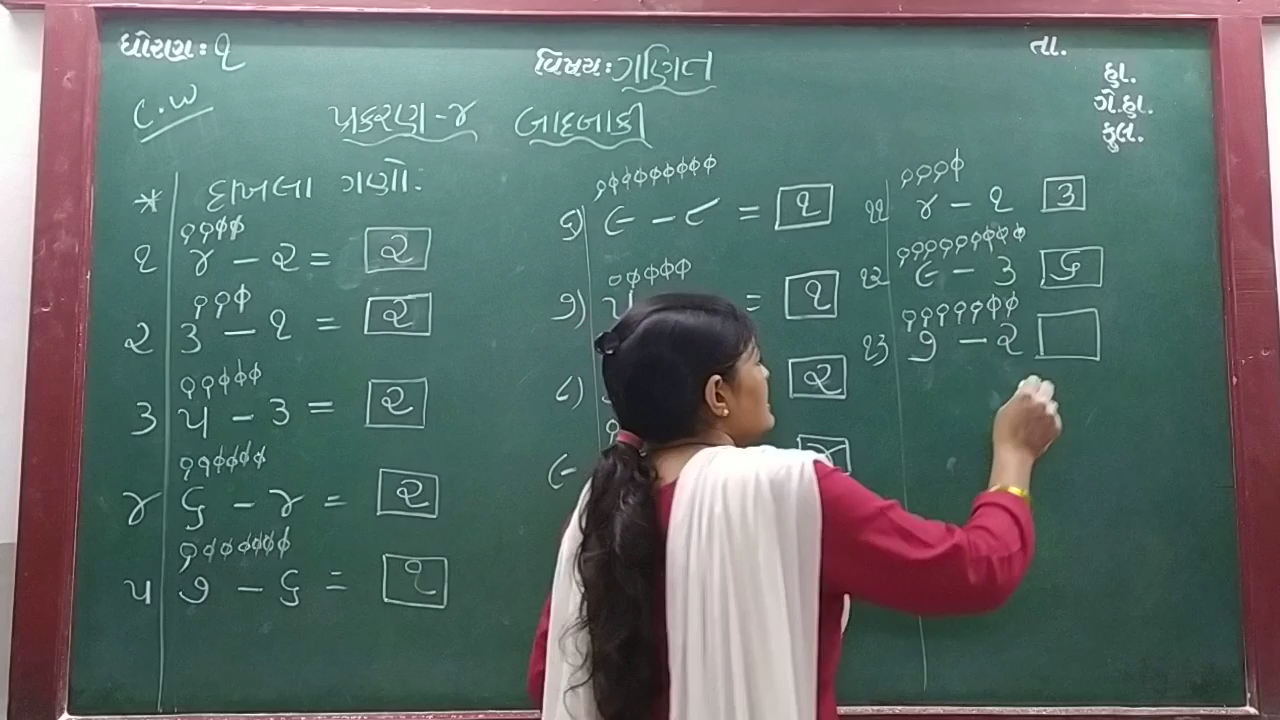 ધોરણ: ૧
વિષય: ગણિત
તા.
હા.
ગે.હા.
કુલ.
C.W
પ્રકરણ-૪ બાદબાકી
* દાખલા ગણો:
૧ ૪ - ૨ = ૨
૨ ૩ - ૧ = ૨
૩ ૫ - ૩ = ૨
૪ ૬ - ૪ = ૨
૫ ૭ - ૬ = ૧
૬) ૯ - ૮ = ૧
૭) ૫ = ૧
૮) ૨
૧૧ ૪ - ૧ ૩
૧૨ ૯ - ૩ ૬
૧૩ ૭ - ૨